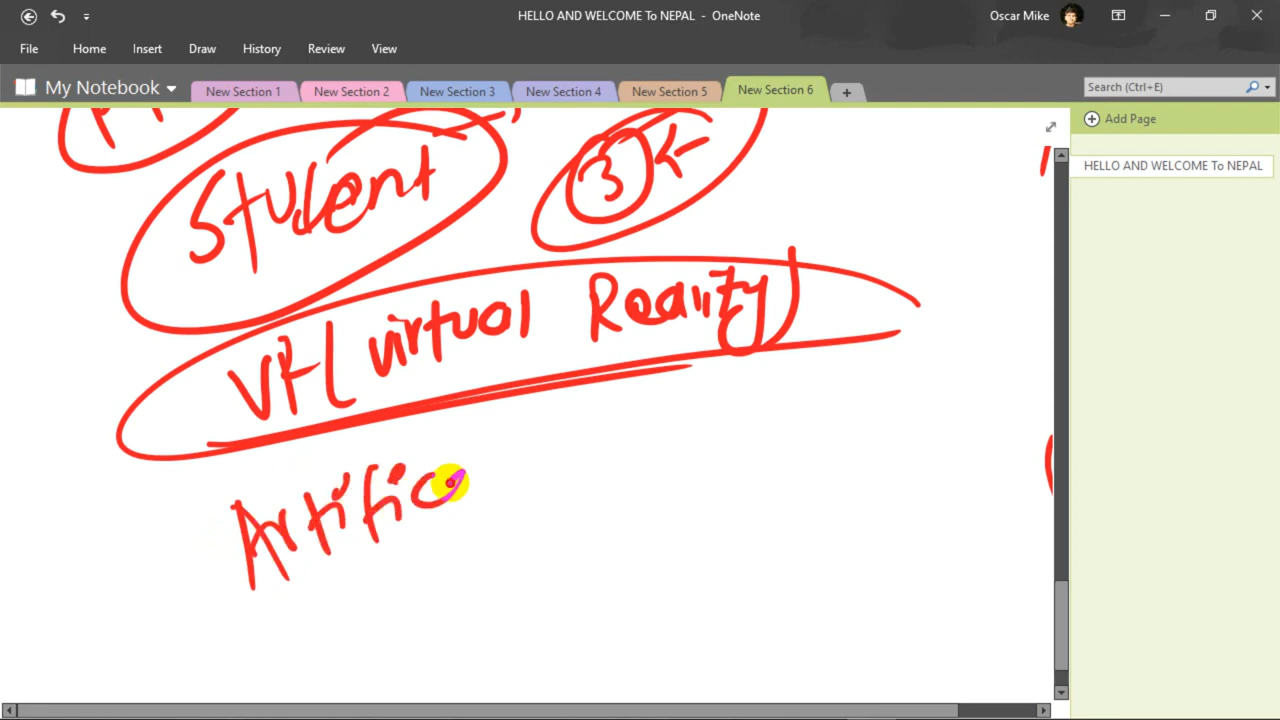 HELLO AND WELCOME To NEPAL - OneNote
Oscar Mike
File Home Insert Draw History Review View
My Notebook
New Section 1 New Section 2 New Section 3 New Section 4 New Section 5 New Section 6 +
Search (Ctrl+E)
Add Page
HELLO AND WELCOME To NEPAL
Student 3
VR (Virtual Reality)
Artific